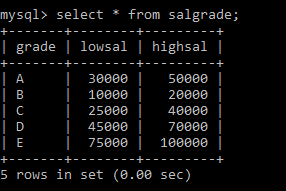 mysql> select * from salgrade;
+-------+--------+---------+
| grade | lowsal | highsal |
+-------+--------+---------+
| A     |  30000 |   50000 |
| B     |  10000 |   20000 |
| C     |  25000 |   40000 |
| D     |  45000 |   70000 |
| E     |  75000 |  100000 |
+-------+--------+---------+
5 rows in set (0.00 sec)